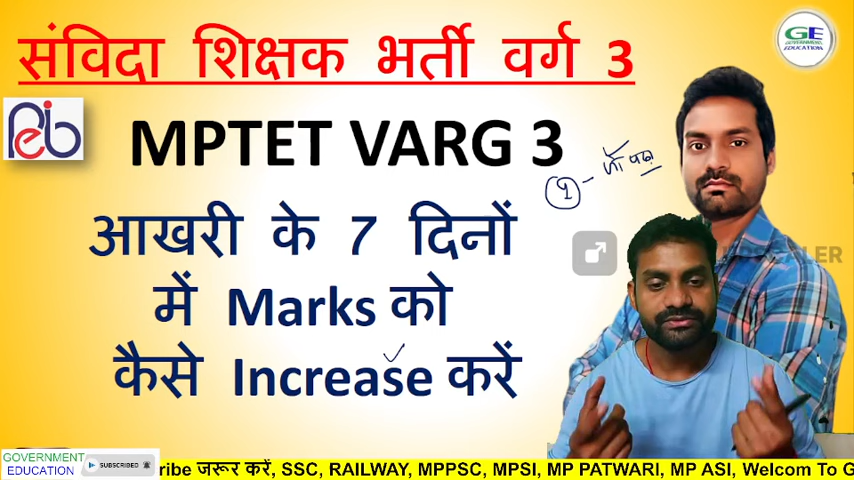 संविदा शिक्षक भर्ती वर्ग 3
GE
GOVERNMENT
EDUCATION
Peb
MPTET VARG 3
आखरी के 7 दिनों
में Marks को
कैसे Increase करें
GOVERNMENT
EDUCATION
SUBSCRIBED
ribe जरूर करें, SSC, RAILWAY, MPPSC, MPSI, MP PATWARI, MP ASI, Welcom To G